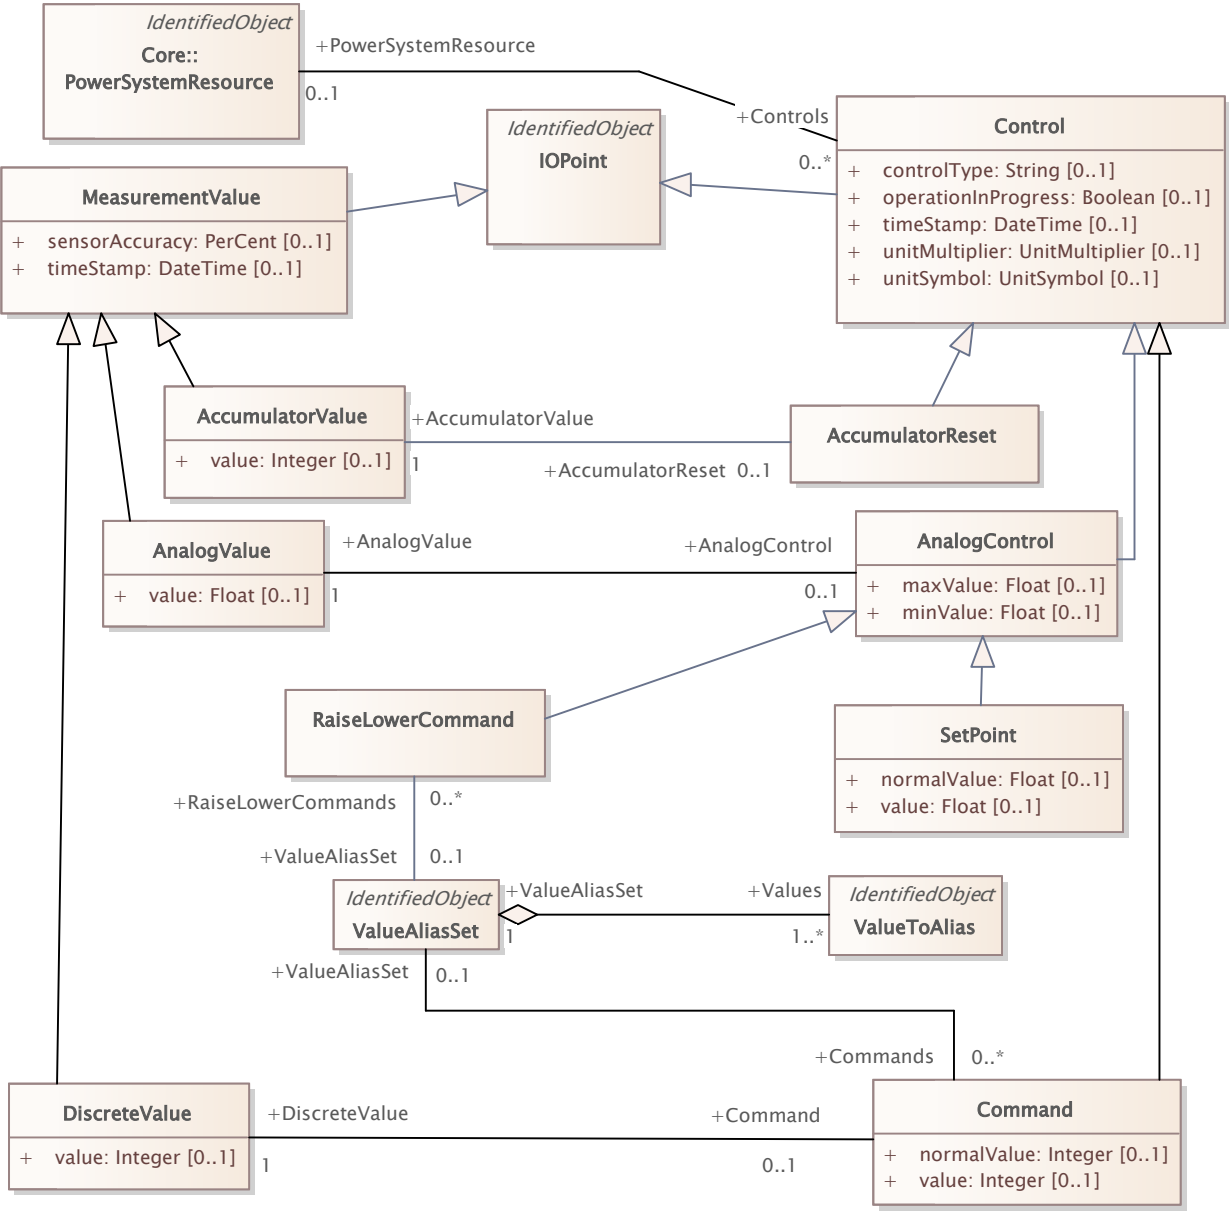 IdentifiedObject
Core::
PowerSystemResource
+PowerSystemResource
0..1
+Controls
0..*
IdentifiedObject
IOPoint
Control
+ controlType: String [0..1]
+ operationInProgress: Boolean [0..1]
+ timeStamp: DateTime [0..1]
+ unitMultiplier: UnitMultiplier [0..1]
+ unitSymbol: UnitSymbol [0..1]
MeasurementValue
+ sensorAccuracy: PerCent [0..1]
+ timeStamp: DateTime [0..1]
AccumulatorValue
+ value: Integer [0..1]
+AccumulatorValue
1
+AccumulatorReset 0..1
AccumulatorReset
AnalogValue
+ value: Float [0..1]
+AnalogValue
1
+AnalogControl
0..1
AnalogControl
+ maxValue: Float [0..1]
+ minValue: Float [0..1]
RaiseLowerCommand
SetPoint
+ normalValue: Float [0..1]
+ value: Float [0..1]
+RaiseLowerCommands 0..*
+ValueAliasSet 0..1
IdentifiedObject
ValueAliasSet
+ValueAliasSet
1
+Values
1..*
IdentifiedObject
ValueToAlias
+ValueAliasSet 0..1
+Commands 0..*
DiscreteValue
+ value: Integer [0..1]
+DiscreteValue
1
+Command
0..1
Command
+ normalValue: Integer [0..1]
+ value: Integer [0..1]